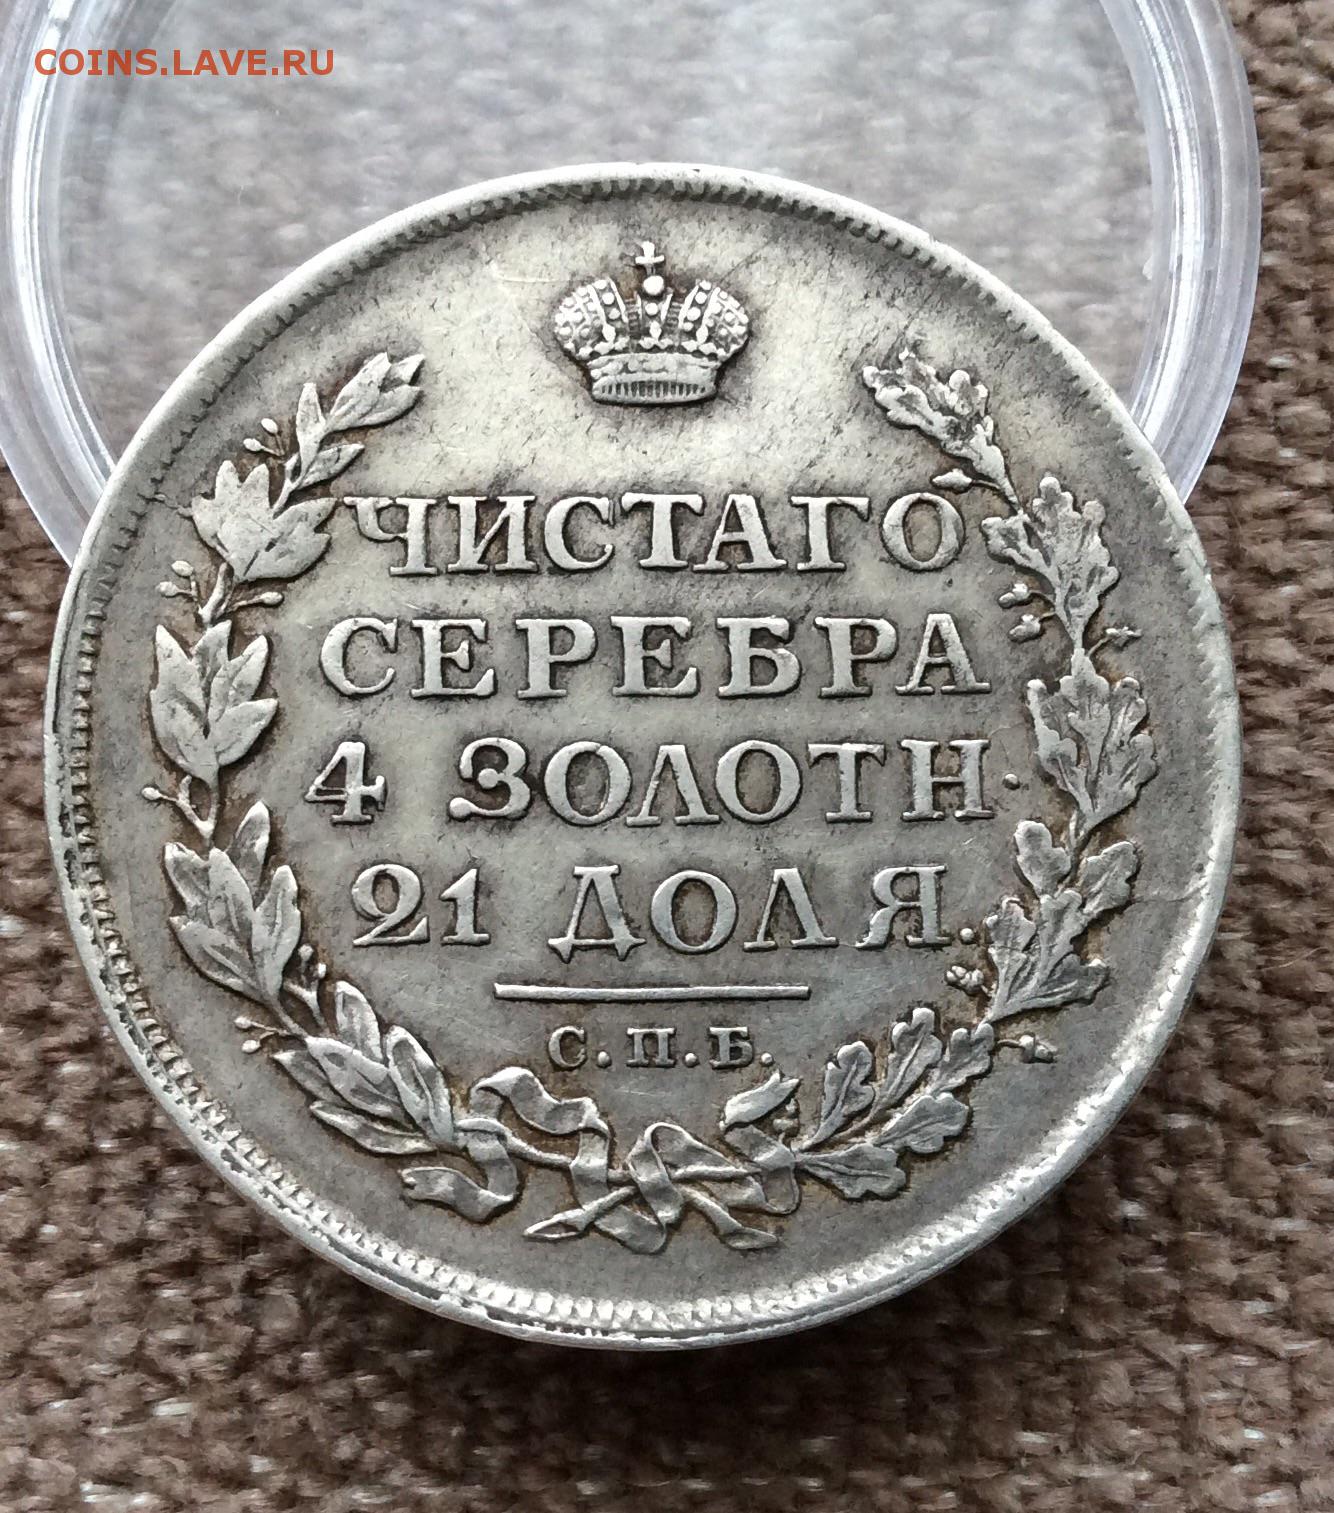 COINS.LAVE.RU
ЧИСТАГО
СЕРЕБРА
4 ЗОЛОТН.
21 ДОЛЯ.
С.П.Б.